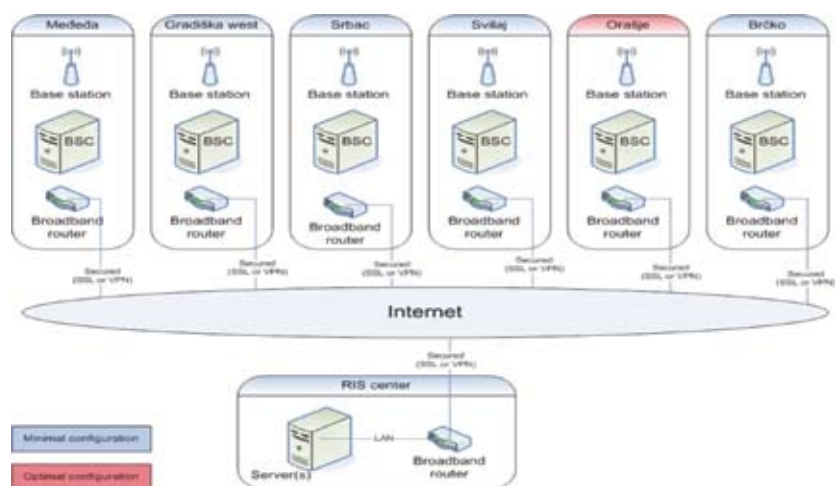 Međeđa
Gradiška west
Srbac
Svilaj
Orašje
Brčko
Base station
Base station
Base station
Base station
Base station
Base station
BSC
BSC
BSC
BSC
BSC
BSC
Broadband
router
Broadband
router
Broadband
router
Broadband
router
Broadband
router
Broadband
router
Secured
(SSL or VPN)
Secured
(SSL or VPN)
Secured
(SSL or VPN)
Secured
(SSL or VPN)
Secured
(SSL or VPN)
Secured
(SSL or VPN)
Internet
Secured
(SSL or VPN)
RIS center
LAN
Server(s)
Broadband
router
Minimal configuration
Optimal configuration